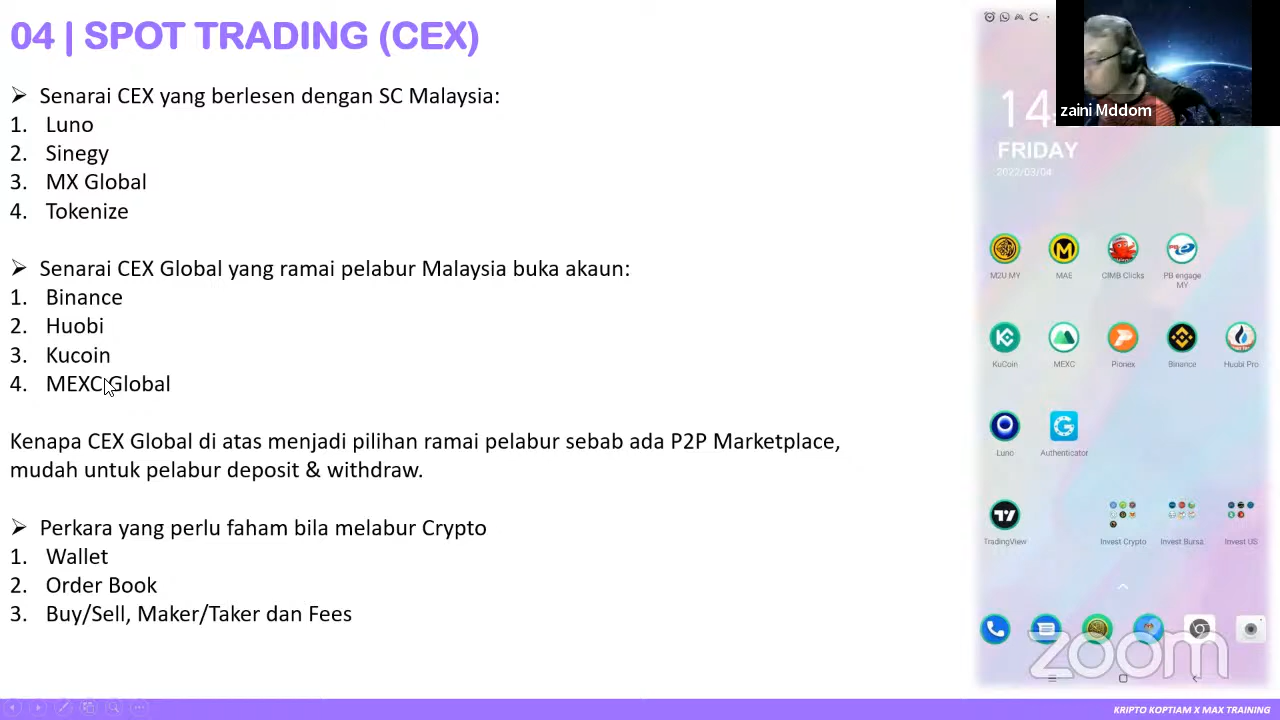 04 | SPOT TRADING (CEX)
➢ Senarai CEX yang berlesen dengan SC Malaysia:
1. Luno
2. Sinegy
3. MX Global
4. Tokenize
➢ Senarai CEX Global yang ramai pelabur Malaysia buka akaun:
1. Binance
2. Huobi
3. Kucoin
4. MEXC Global
Kenapa CEX Global di atas menjadi pilihan ramai pelabur sebab ada P2P Marketplace,
mudah untuk pelabur deposit & withdraw.
➢ Perkara yang perlu faham bila melabur Crypto
1. Wallet
2. Order Book
3. Buy/Sell, Maker/Taker dan Fees
zaini Mddom
14
FRIDAY
2022/03/04
M2U MY
MAE
CIMB Clicks
PB engage
MY
KuCoin
MEXC
Pionex
Binance
Huobi Pro
Luno
Authenticator
TradingView
Invest Crypto
Invest Bursa
Invest US
zoom
KRIPTO KOPTIAM X MAX TRAINING